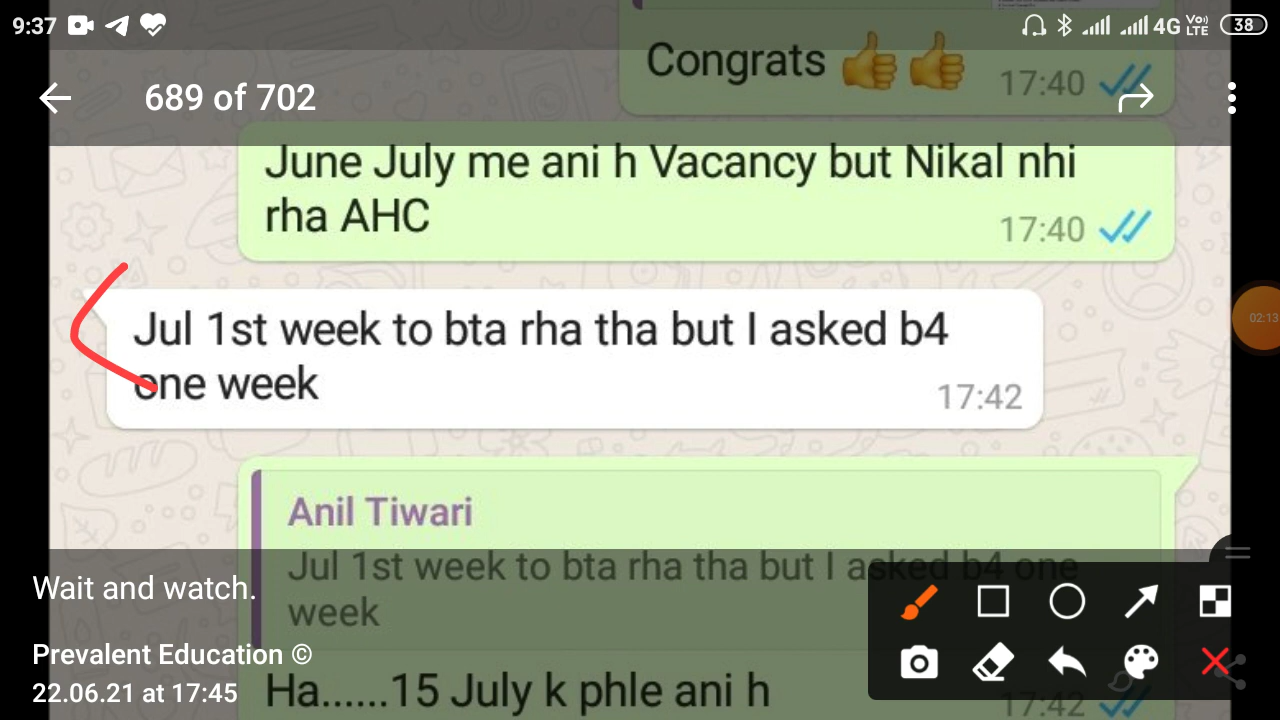 9:37
4G Vo) LTE 38
Congrats 👍👍 17:40
689 of 702
June July me ani h Vacancy but Nikal nhi
rha AHC
17:40
Jul 1st week to bta rha tha but I asked b4
one week
17:42
02:13
Anil Tiwari
Jul 1st week to bta rha tha but I asked b4 one
week
Wait and watch.
Prevalent Education ©
22.06.21 at 17:45
Ha......15 July k phle ani h
17:42